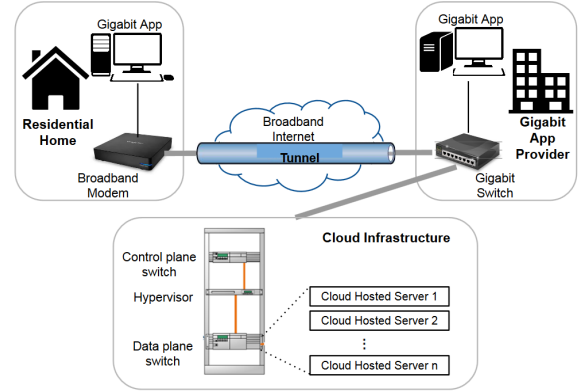 Gigabit App
Residential
Home
Broadband
Modem
Broadband
Internet
Tunnel
Gigabit App
Gigabit
App
Provider
Gigabit
Switch
Cloud Infrastructure
Control plane
switch
Hypervisor
Data plane
switch
Cloud Hosted Server 1
Cloud Hosted Server 2
⋮
Cloud Hosted Server n